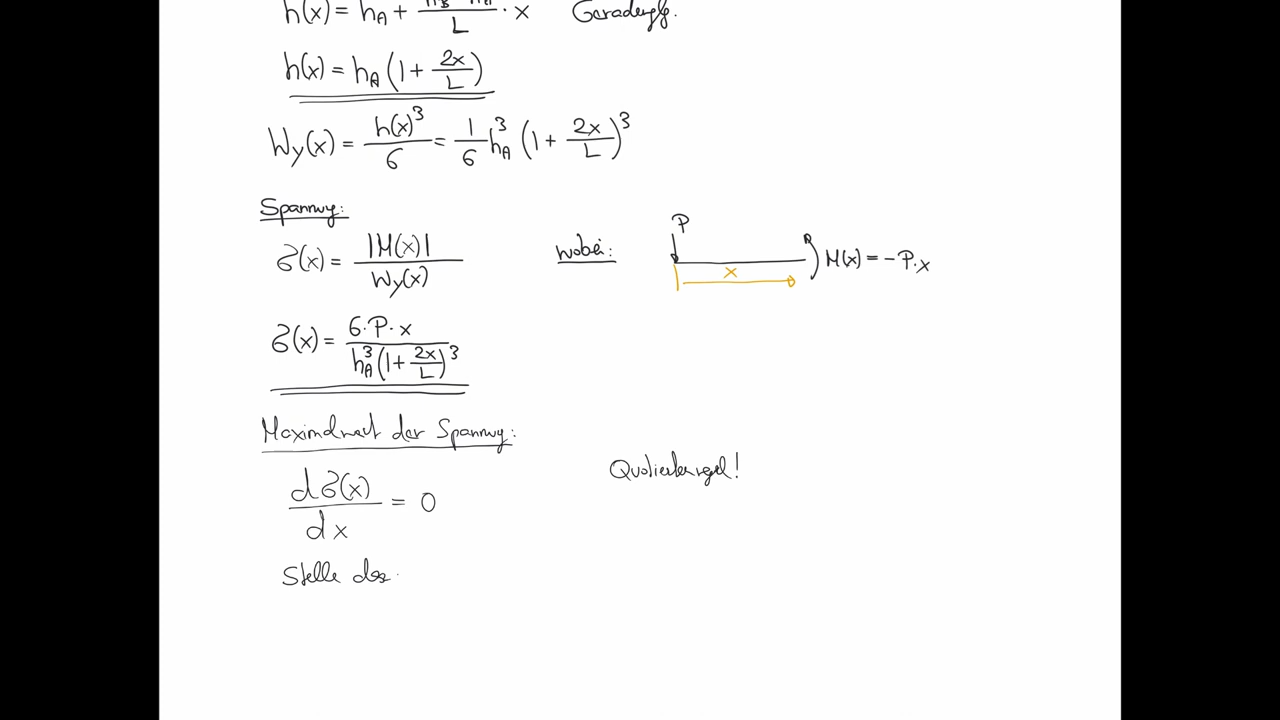 h(x) = h_A + (h_B - h_A)/L · x Geradenglg.
h(x) = h_A (1 + 2x/L)
W_y(x) = h(x)³/6 = 1/6 h_A³ (1 + 2x/L)³
Spannung:
σ(x) = |M(x)|/W_y(x) wobei: P x M(x) = -P·x
σ(x) = 6·P·x / h_A³(1 + 2x/L)³
Maximalwert der Spannung:
dσ(x)/dx = 0 Quotientenregel!
Stelle des